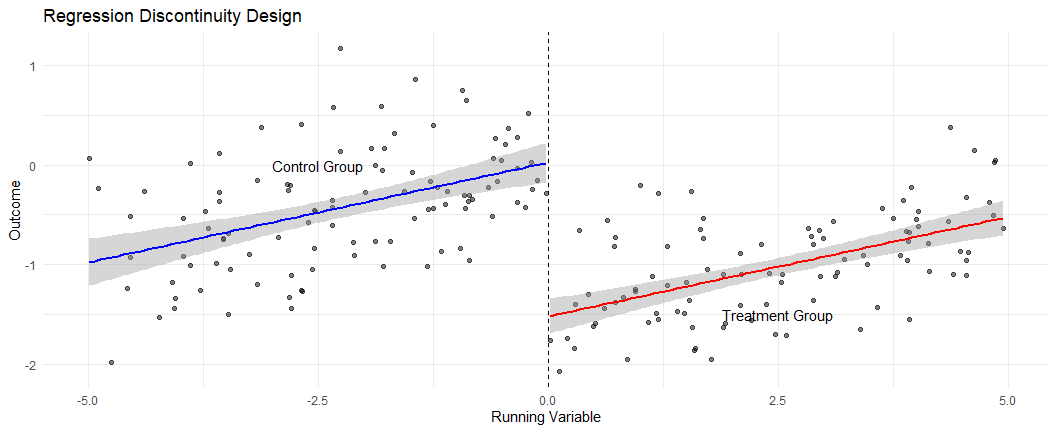 Regression Discontinuity Design
1
0
-1
-2
Outcome
Control Group
Treatment Group
-5.0 -2.5 0.0 2.5 5.0
Running Variable